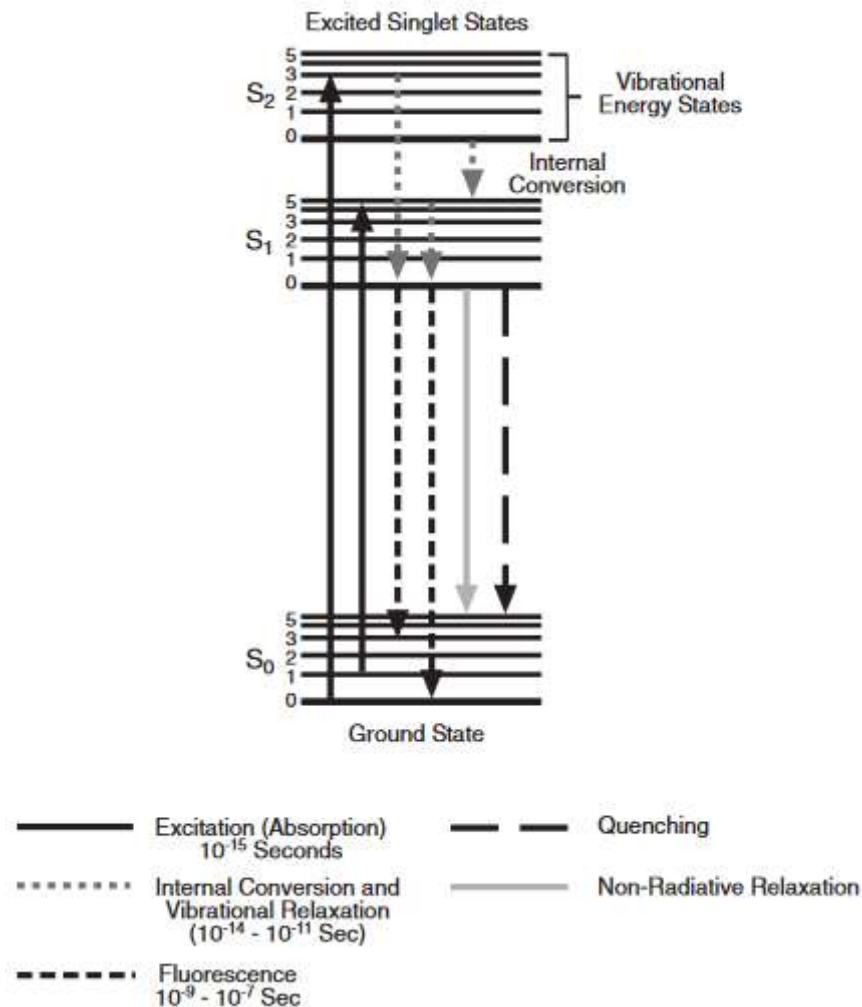 Excited Singlet States
5
3
S₂ 2
1
0
Vibrational
Energy States
Internal
Conversion
5
3
S₁ 2
1
0
5
3
S₀ 2
1
0
Ground State
Excitation (Absorption)
10⁻¹⁵ Seconds
Internal Conversion and
Vibrational Relaxation
(10⁻¹⁴ - 10⁻¹¹ Sec)
Fluorescence
10⁻⁹ - 10⁻⁷ Sec
Quenching
Non-Radiative Relaxation